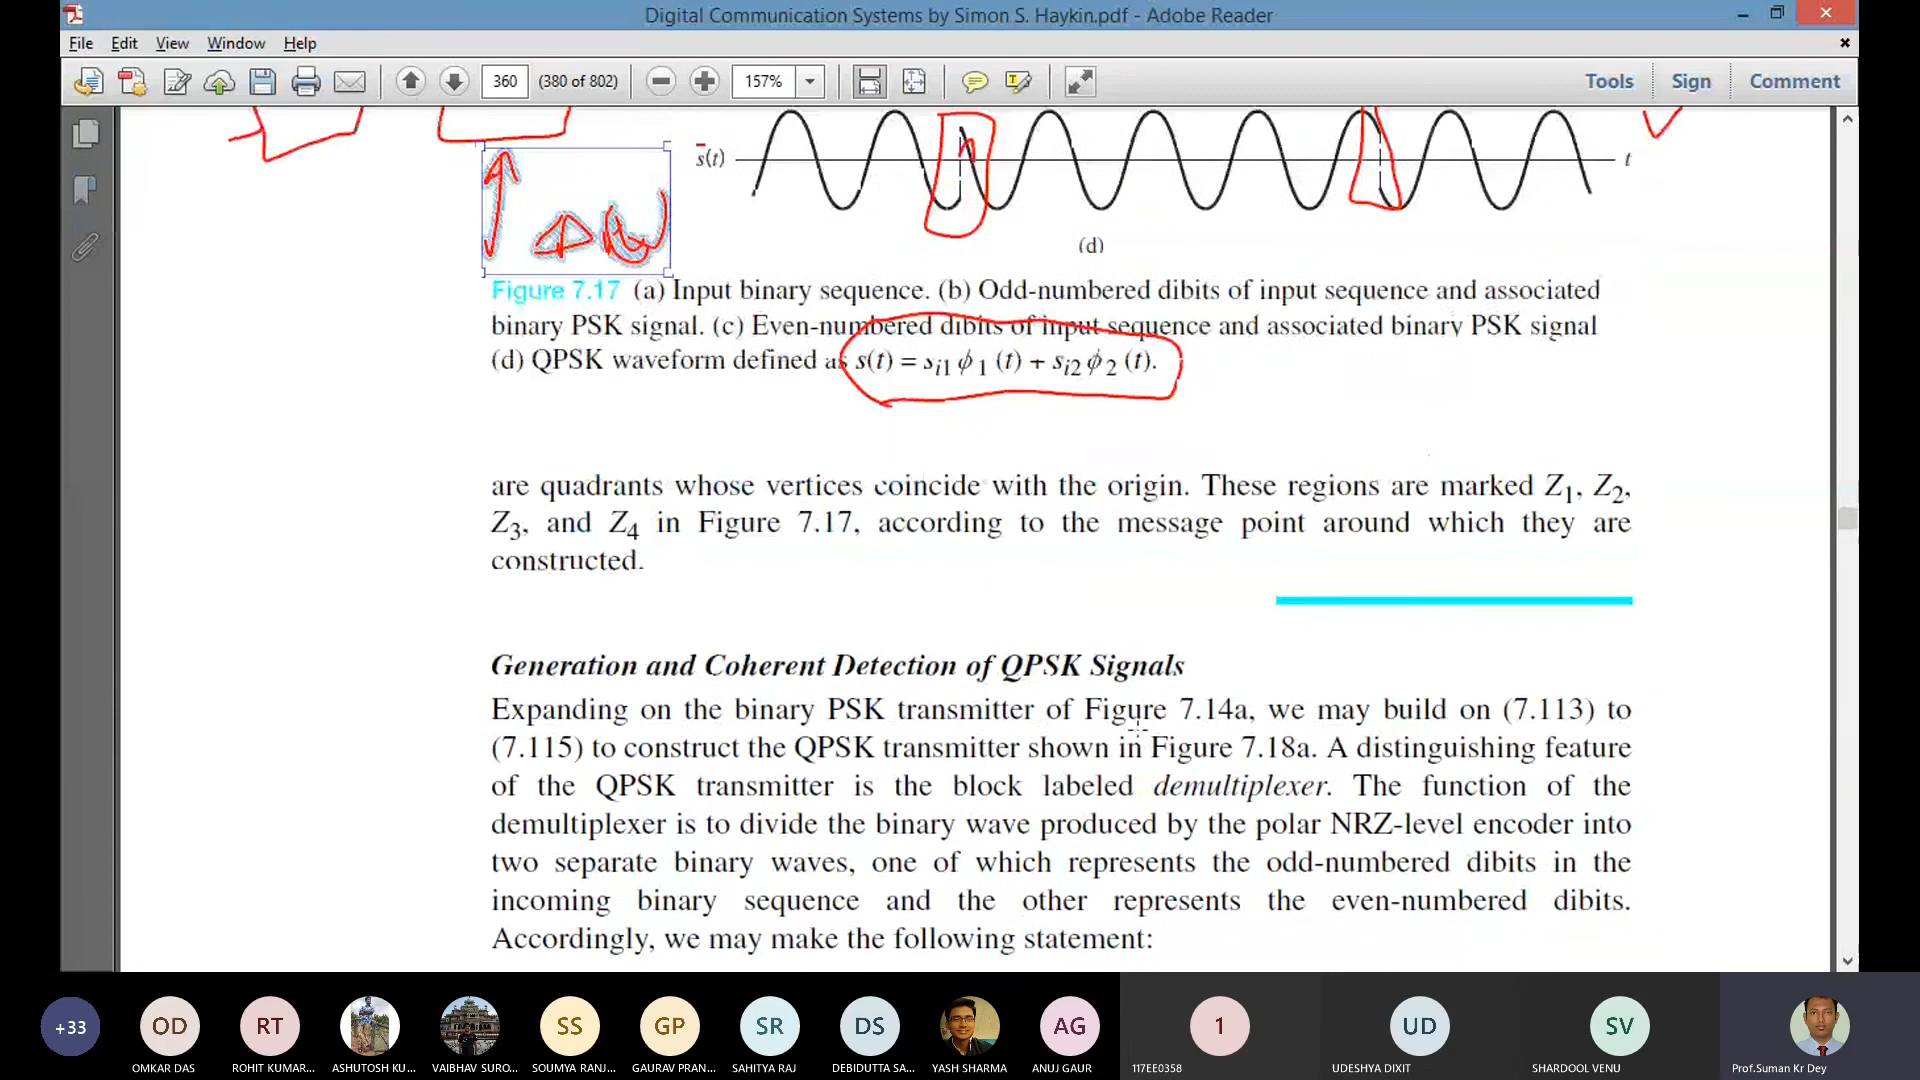 Digital Communication Systems by Simon S. Haykin.pdf - Adobe Reader
File Edit View Window Help
360 (380 of 802) 157% Tools Sign Comment
s(t) t
(d)
Figure 7.17 (a) Input binary sequence. (b) Odd-numbered dibits of input sequence and associated
binary PSK signal. (c) Even-numbered dibits of input sequence and associated binary PSK signal
(d) QPSK waveform defined as s(t) = si1 ϕ1 (t) + si2 ϕ2 (t).
are quadrants whose vertices coincide with the origin. These regions are marked Z1, Z2,
Z3, and Z4 in Figure 7.17, according to the message point around which they are
constructed.
Generation and Coherent Detection of QPSK Signals
Expanding on the binary PSK transmitter of Figure 7.14a, we may build on (7.113) to
(7.115) to construct the QPSK transmitter shown in Figure 7.18a. A distinguishing feature
of the QPSK transmitter is the block labeled demultiplexer. The function of the
demultiplexer is to divide the binary wave produced by the polar NRZ-level encoder into
two separate binary waves, one of which represents the odd-numbered dibits in the
incoming binary sequence and the other represents the even-numbered dibits.
Accordingly, we may make the following statement:
+33 OD RT SS GP SR DS AG 1 UD SV
OMKAR DAS ROHIT KUMAR... ASHUTOSH KU... VAIBHAV SURO... SOUMYA RANJ... GAURAV PRAN... SAHITYA RAJ DEBIDUTTA SA... YASH SHARMA ANUJ GAUR 117EE0358 UDESHYA DIXIT SHARDOOL VENU Prof.Suman Kr Dey